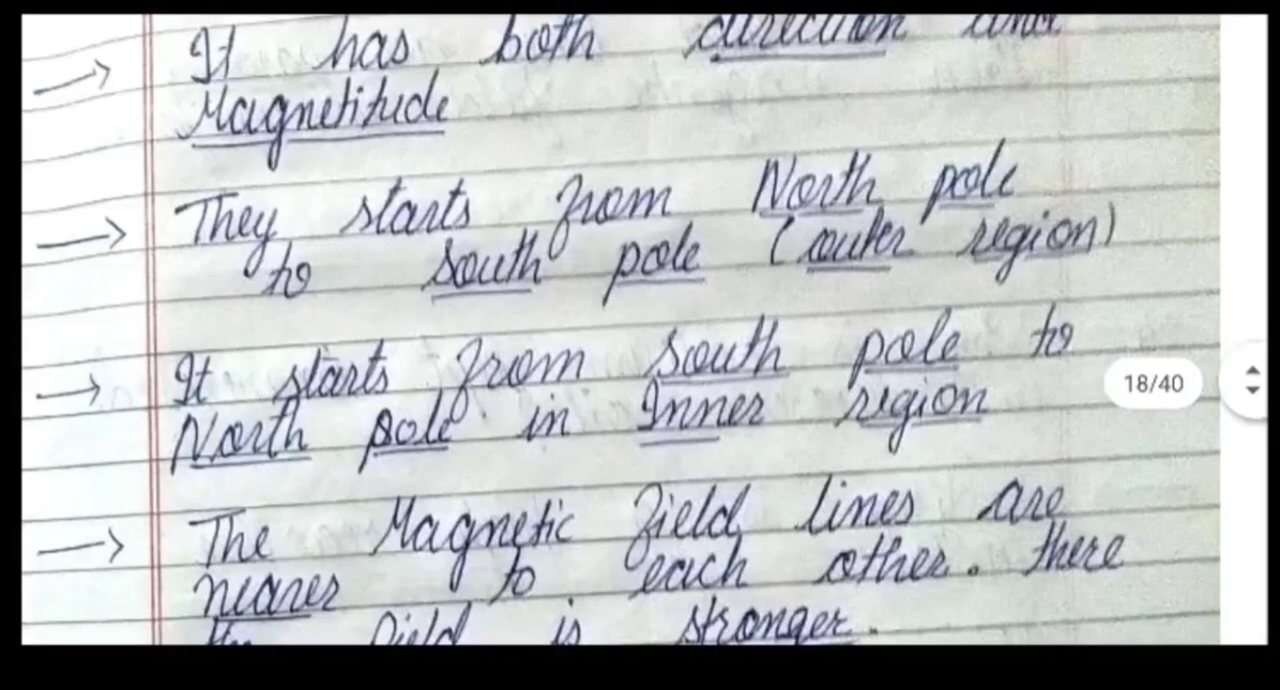 It has both direction and
Magnetitude
They starts from North pole
to south pole (outer region)
It starts from south pole to
North pole in Inner region
18/40
The Magnetic field lines are
nearer to each other. there
the field is stronger.